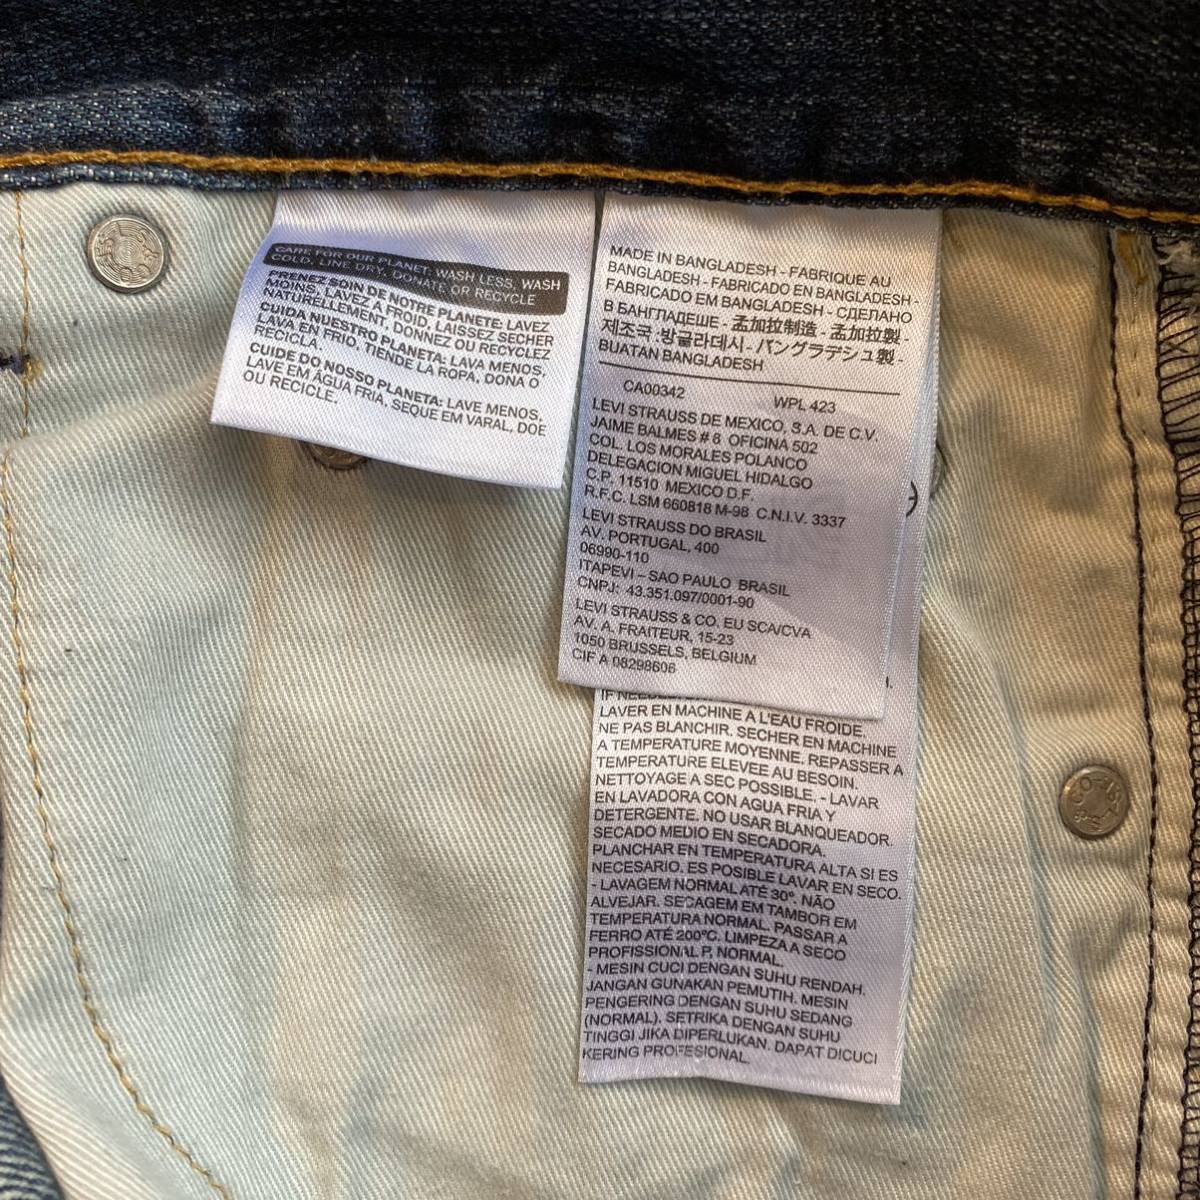 CARE FOR OUR PLANET: WASH LESS, WASH
COLD, LINE DRY, DONATE OR RECYCLE
PRENEZ SOIN DE NOTRE PLANETE: LAVEZ
MOINS, LAVEZ À FROID, LAISSEZ SECHER
NATURELLEMENT, DONNEZ OU RECYCLEZ
CUIDA NUESTRO PLANETA: LAVA MENOS,
LAVA EN FRIO, TIENDE LA ROPA, DONA O
RECICLA.
CUIDE DO NOSSO PLANETA: LAVE MENOS,
LAVE EM ÁGUA FRIA, SEQUE EM VARAL, DOE
OU RECICLE.
MADE IN BANGLADESH - FABRIQUE AU
BANGLADESH - FABRICADO EN BANGLADESH -
FABRICADO EM BANGLADESH - СДЕЛАНО
В БАНГЛАДЕШЕ - 孟加拉制造 - 孟加拉製 -
제조국·방글라데시 - バングラデシュ製 -
BUATAN BANGLADESH
CA00342 WPL 423
LEVI STRAUSS DE MEXICO, S.A. DE C.V.
JAIME BALMES # 8 OFICINA 502
COL. LOS MORALES POLANCO
DELEGACION MIGUEL HIDALGO
C.P. 11510 MEXICO D.F.
R.F.C. LSM 660818 M-98 C.N.I.V. 3337
LEVI STRAUSS DO BRASIL
AV. PORTUGAL, 400
06990-110
ITAPEVI – SAO PAULO BRASIL
CNPJ: 43.351.097/0001-90
LEVI STRAUSS & CO. EU SCA/CVA
AV. A. FRAITEUR, 15-23
1050 BRUSSELS, BELGIUM
CIF A 08298606
IF
LAVER EN MACHINE A L'EAU FROIDE.
NE PAS BLANCHIR. SECHER EN MACHINE
A TEMPERATURE MOYENNE. REPASSER A
TEMPERATURE ELEVEE AU BESOIN.
NETTOYAGE A SEC POSSIBLE. - LAVAR
EN LAVADORA CON AGUA FRIA Y
DETERGENTE. NO USAR BLANQUEADOR.
SECADO MEDIO EN SECADORA.
PLANCHAR EN TEMPERATURA ALTA SI ES
NECESARIO. ES POSIBLE LAVAR EN SECO.
- LAVAGEM NORMAL ATÉ 30º. NÃO
ALVEJAR. SECAGEM EM TAMBOR EM
TEMPERATURA NORMAL. PASSAR A
FERRO ATÉ 200ºC. LIMPEZA A SECO
PROFISSIONAL P, NORMAL.
- MESIN CUCI DENGAN SUHU RENDAH.
JANGAN GUNAKAN PEMUTIH. MESIN
PENGERING DENGAN SUHU SEDANG
(NORMAL). SETRIKA DENGAN SUHU
TINGGI JIKA DIPERLUKAN. DAPAT DICUCI
KERING PROFESIONAL.